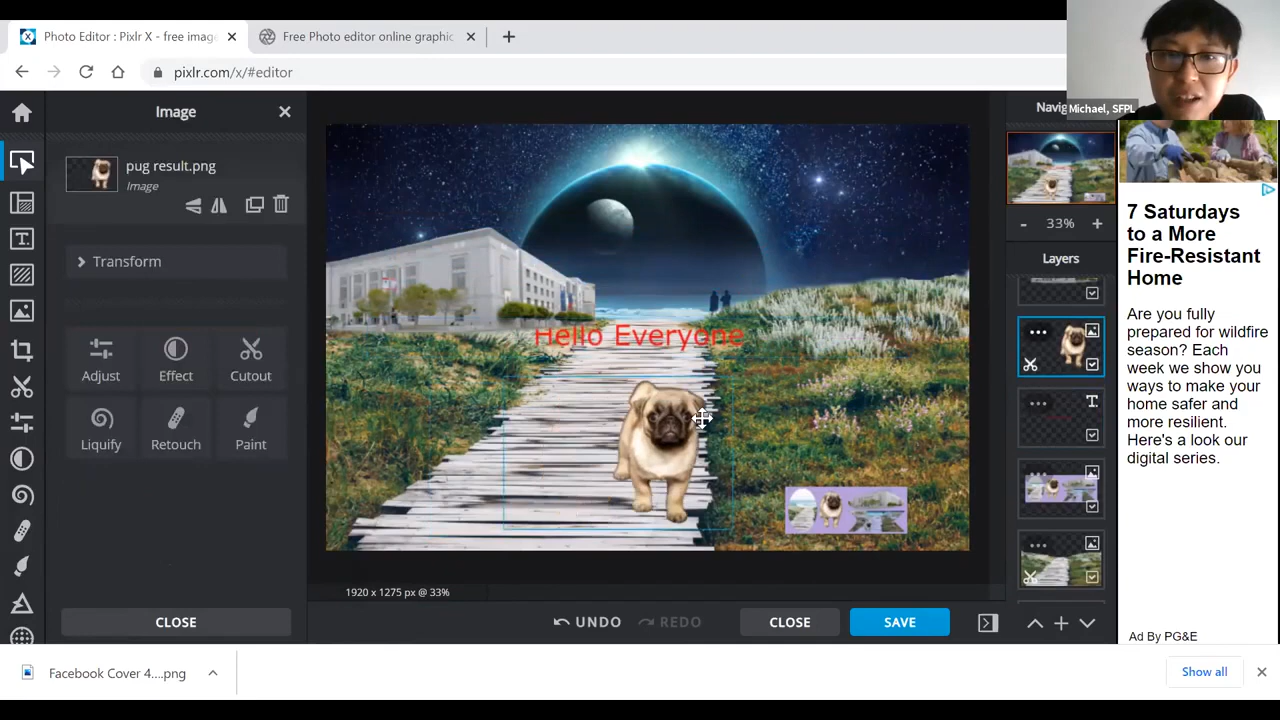 Photo Editor : Pixlr X - free imag
Free Photo editor online graphic
pixlr.com/x/#editor
Michael, SFPL
Image
pug result.png
Image
Transform
Adjust
Effect
Cutout
Liquify
Retouch
Paint
CLOSE
Hello Everyone
1920 x 1275 px @ 33%
UNDO
REDO
CLOSE
SAVE
Navig
33%
Layers
7 Saturdays
to a More
Fire-Resistant
Home
Are you fully
prepared for wildfire
season? Each
week we show you
ways to make your
home safer and
more resilient.
Here's a look our
digital series.
Ad By PG&E
Facebook Cover 4....png
Show all